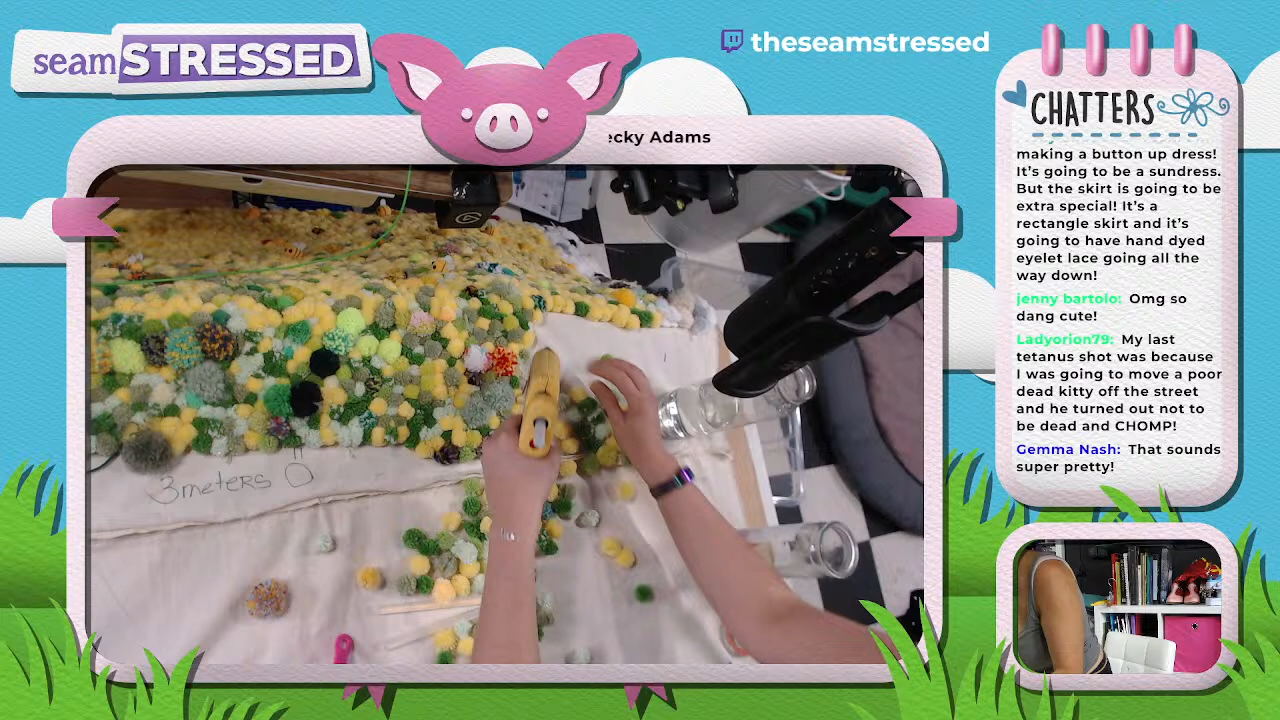 seamSTRESSED
theseamstressed
ecky Adams
CHATTERS
making a button up dress!
It's going to be a sundress.
But the skirt is going to be
extra special! It's a
rectangle skirt and it's
going to have hand dyed
eyelet lace going all the
way down!
jenny bartolo: Omg so
dang cute!
Ladyorion79: My last
tetanus shot was because
I was going to move a poor
dead kitty off the street
and he turned out not to
be dead and CHOMP!
Gemma Nash: That sounds
super pretty!
3meters